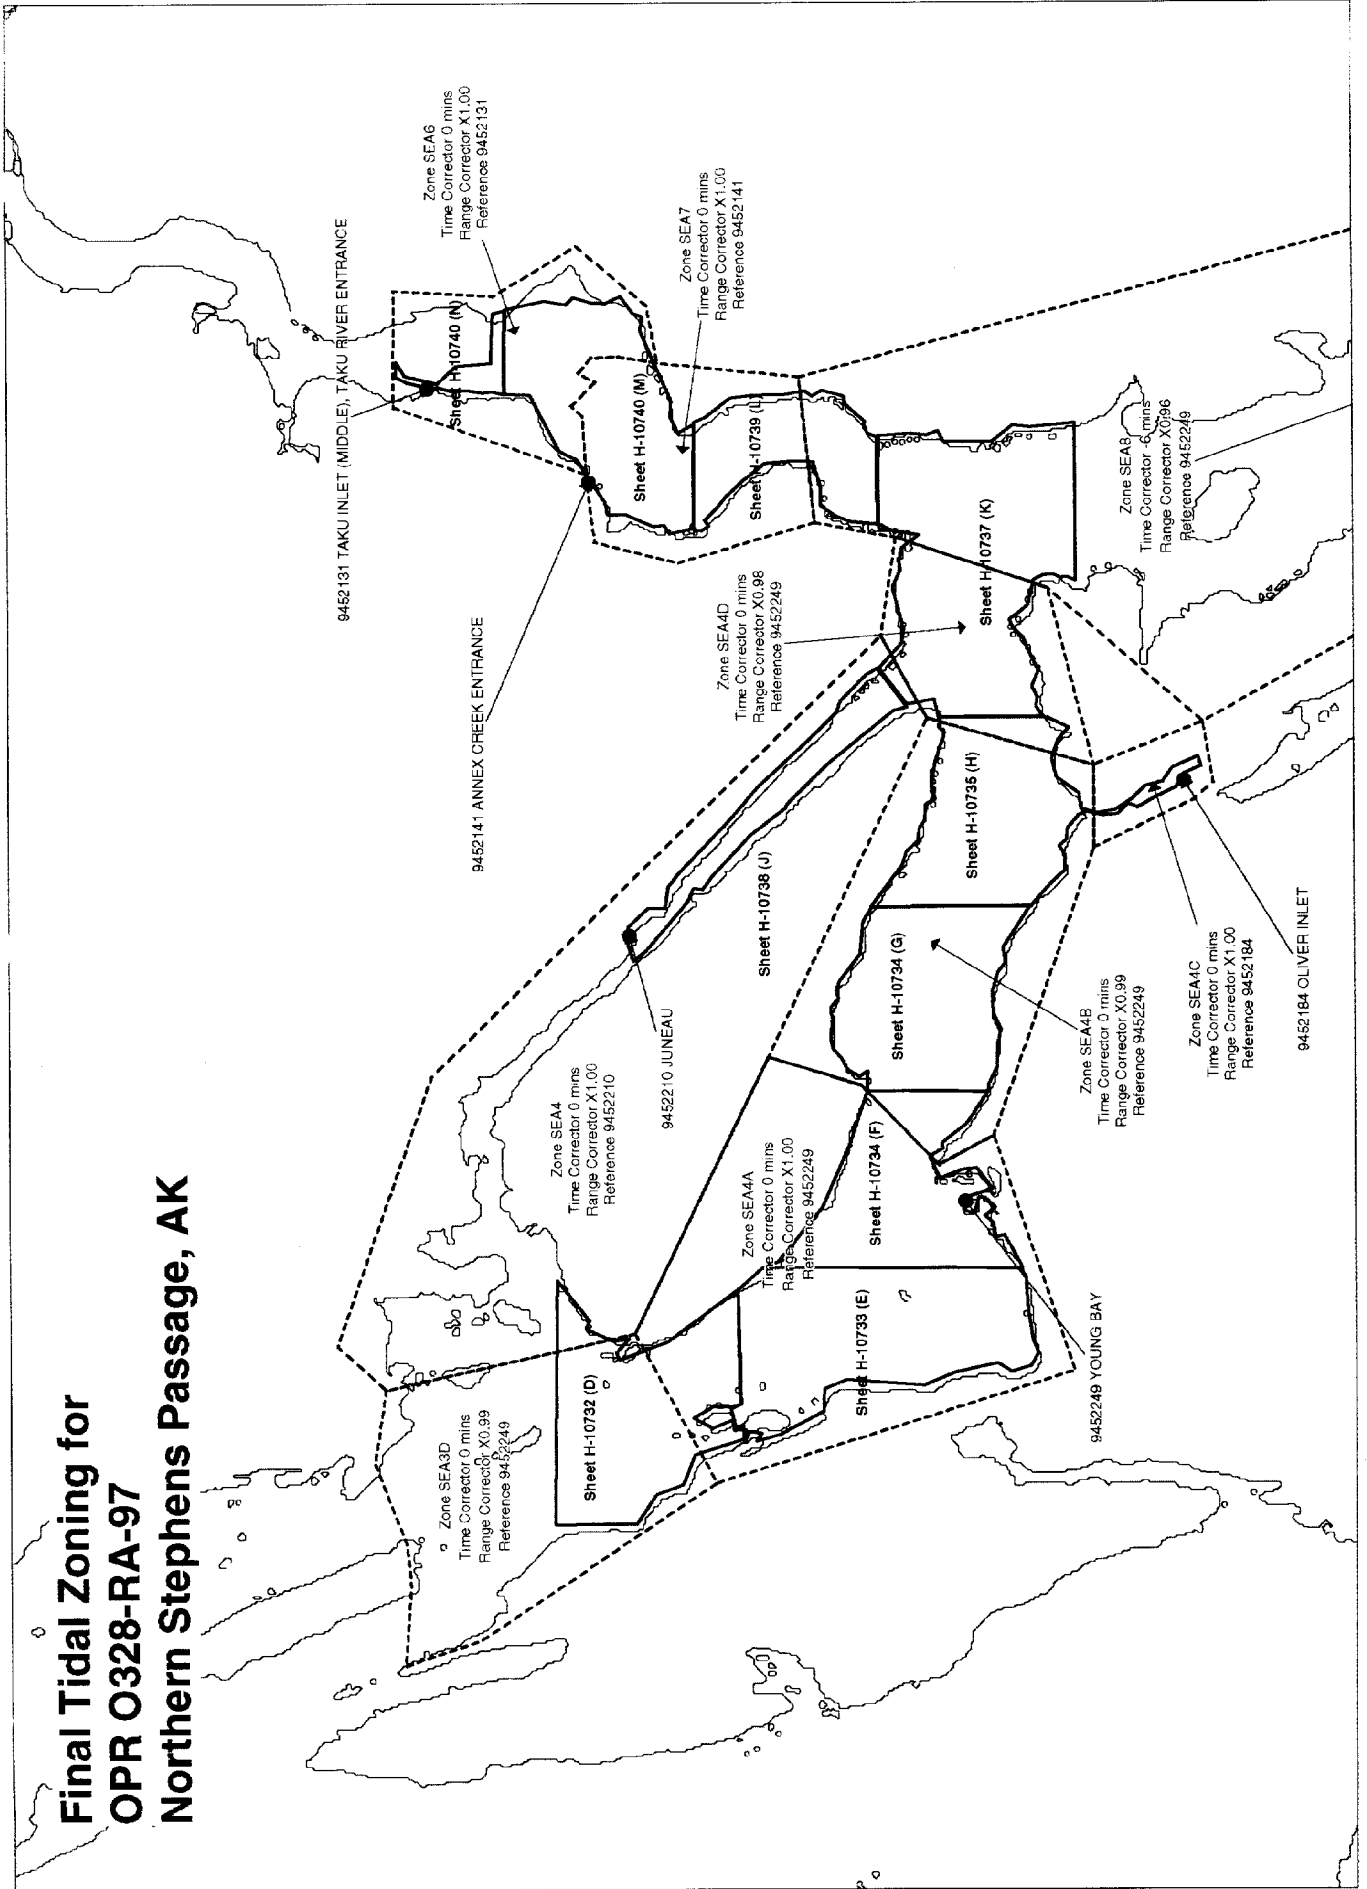 Final Tidal Zoning for
OPR O328-RA-97
Northern Stephens Passage, AK
Zone SEA3D
Time Corrector 0 mins
Range Corrector X0.99
Reference 9452249
Sheet H-10732 (D)
Zone SEA4
Time Corrector 0 mins
Range Corrector X1.00
Reference 9452210
9452210 JUNEAU
Zone SEA4A
Time Corrector 0 mins
Range Corrector X1.00
Reference 9452249
Sheet H-10733 (E)
9452249 YOUNG BAY
Sheet H-10734 (F)
Sheet H-10738 (J)
Sheet H-10734 (G)
Zone SEA4B
Time Corrector 0 mins
Range Corrector X0.99
Reference 9452249
Sheet H-10735 (H)
Zone SEA4C
Time Corrector 0 mins
Range Corrector X1.00
Reference 9452184
9452184 OLIVER INLET
9452141 ANNEX CREEK ENTRANCE
Zone SEA4D
Time Corrector 0 mins
Range Corrector X0.98
Reference 9452249
Sheet H-10737 (K)
Zone SEA8
Time Corrector -6 mins
Range Corrector X0.96
Reference 9452249
9452131 TAKU INLET (MIDDLE), TAKU RIVER ENTRANCE
Sheet H-10740 (N)
Sheet H-10740 (M)
Sheet H-10739 (L)
Zone SEA6
Time Corrector 0 mins
Range Corrector X1.00
Reference 9452131
Zone SEA7
Time Corrector 0 mins
Range Corrector X1.00
Reference 9452141